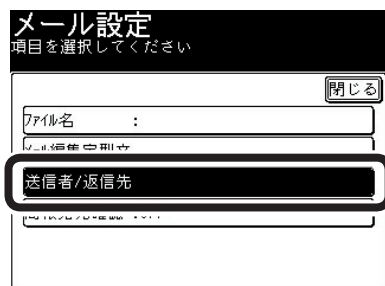 メール設定
項目を選択してください
閉じる
ファイル名 :
送信者/返信先